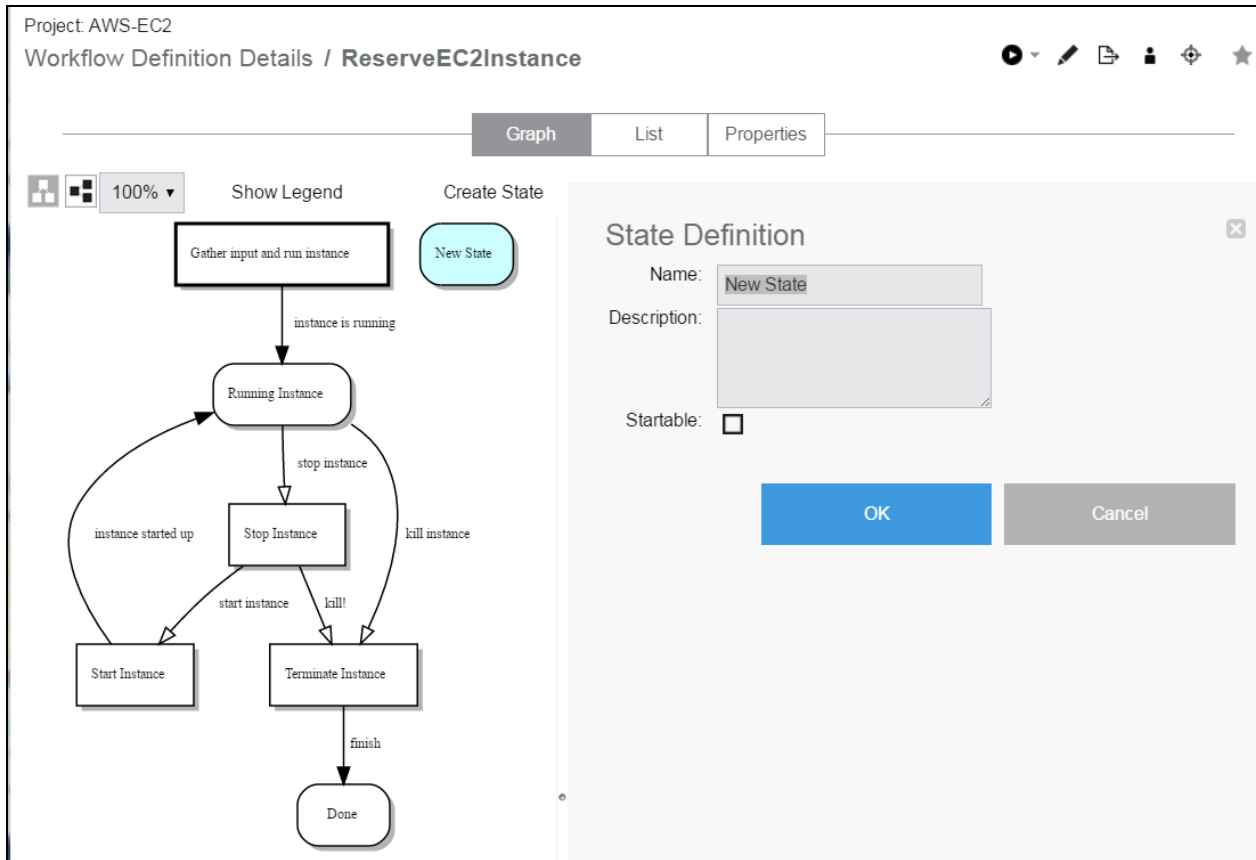 Project: AWS-EC2
Workflow Definition Details / ReserveEC2Instance
Graph
List
Properties
100%
Show Legend
Create State
Gather input and run instance
New State
instance is running
Running Instance
stop instance
instance started up
Stop Instance
kill instance
start instance
kill!
Start Instance
Terminate Instance
finish
Done
State Definition
Name:
New State
Description:
Startable:
OK
Cancel